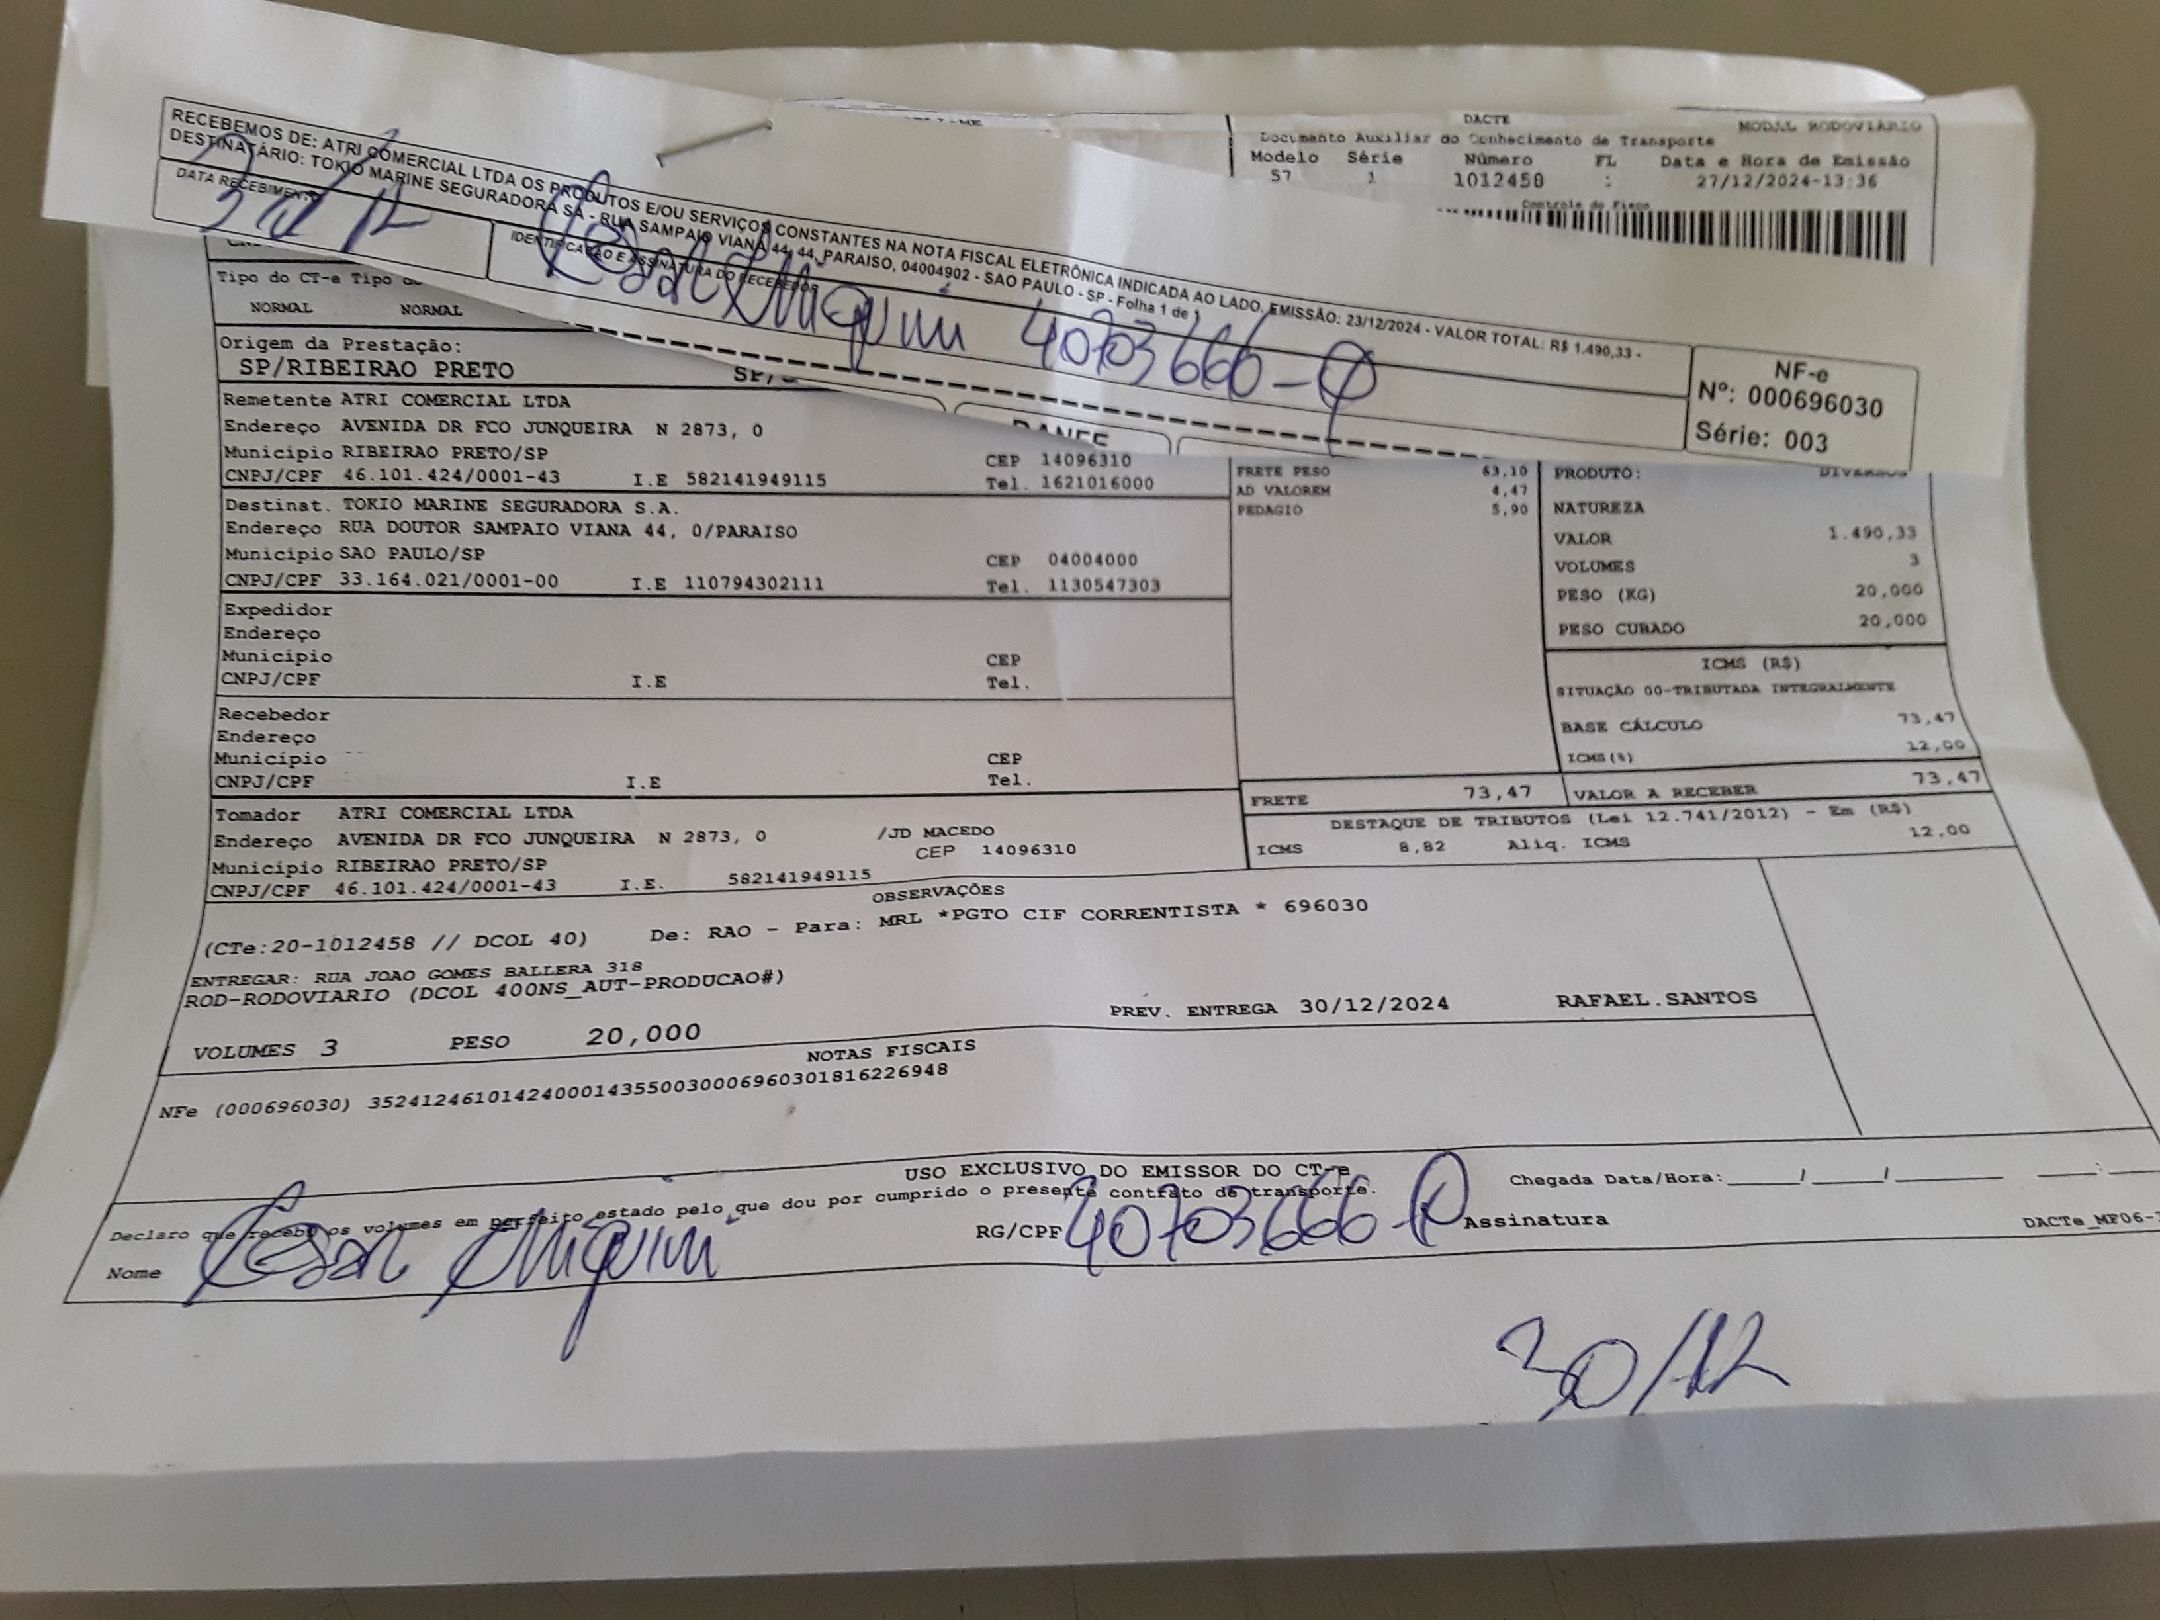 RECEBEMOS DE: ATRI COMERCIAL LTDA OS PRODUTOS E/OU SERVIÇOS CONSTANTES NA NOTA FISCAL ELETRÔNICA INDICADA AO LADO. EMISSÃO: 23/12/2024 - VALOR TOTAL: R$ 1.490,33 -
DESTINATÁRIO: TOKIO MARINE SEGURADORA SA - RUA SAMPAIO VIANA 44, 44, PARAISO, 04004902 - SAO PAULO - SP - Folha 1 de 1
DATA RECEBIMENTO
IDENTIFICAÇÃO E ASSINATURA DO RECEBEDOR
40703666-
NF-e
Nº: 000696030
Série: 003
DANFE
DACTE
MODAL RODOVIÁRIO
Documento Auxiliar do Conhecimento de Transporte
Modelo Série Número FL Data e Hora de Emissão
57 1 1012458 27/12/2024-13:36
Controle do Fisco
Tipo do CT-e Tipo
NORMAL NORMAL
Origem da Prestação:
SP/RIBEIRAO PRETO SP/
Remetente ATRI COMERCIAL LTDA
Endereço AVENIDA DR FCO JUNQUEIRA N 2873, 0
Município RIBEIRAO PRETO/SP CEP 14096310
CNPJ/CPF 46.101.424/0001-43 I.E 582141949115 Tel. 1621016000
Destinat. TOKIO MARINE SEGURADORA S.A.
Endereço RUA DOUTOR SAMPAIO VIANA 44, 0/PARAISO
Município SAO PAULO/SP CEP 04004000
CNPJ/CPF 33.164.021/0001-00 I.E 110794302111 Tel. 1130547303
Expedidor
Endereço
Município CEP
CNPJ/CPF I.E Tel.
Recebedor
Endereço
Município CEP
CNPJ/CPF I.E Tel.
Tomador ATRI COMERCIAL LTDA
Endereço AVENIDA DR FCO JUNQUEIRA N 2873, 0 /JD MACEDO
Município RIBEIRAO PRETO/SP CEP 14096310
CNPJ/CPF 46.101.424/0001-43 I.E. 582141949115
FRETE PESO 63,10
AD VALOREM 4,47
PEDAGIO 5,90
PRODUTO: DIVERSOS
NATUREZA
VALOR 1.490,33
VOLUMES 3
PESO (KG) 20,000
PESO CUBADO 20,000
ICMS (R$)
SITUAÇÃO 00-TRIBUTADA INTEGRALMENTE
BASE CÁLCULO 73,47
ICMS(%) 12,00
FRETE 73,47 VALOR A RECEBER 73,47
DESTAQUE DE TRIBUTOS (Lei 12.741/2012) - Em (R$)
ICMS 8,82 Aliq. ICMS 12,00
OBSERVAÇÕES
(CTe:20-1012458 // DCOL 40) De: RAO - Para: MRL *PGTO CIF CORRENTISTA * 696030
ENTREGAR: RUA JOAO GOMES BALLERA 318
ROD-RODOVIARIO (DCOL 400NS_AUT-PRODUCAO#)
PREV. ENTREGA 30/12/2024 RAFAEL.SANTOS
VOLUMES 3 PESO 20,000
NOTAS FISCAIS
NFe (000696030) 35241246101424000143550030006960301816226948
USO EXCLUSIVO DO EMISSOR DO CT-e
Declaro que recebi os volumes em perfeito estado pelo que dou por cumprido o presente contrato de transporte.
Chegada Data/Hora:____/____/______ ___:___
Nome Cesar RG/CPF 40703666- Assinatura
DACTe_MF06-
30/12